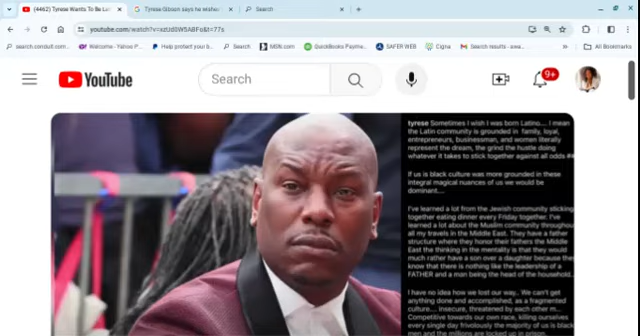 (4462) Tyrese Wants To Be La
Tyrese Gibson says he wishes
Search
youtube.com/watch?v=xzUd0W5ABFo&t=77s
search.conduit.com
Welcome - Yahoo P...
Help protect your b
Search
MSN.com
QuickBooks Payme...
SAFER WEB
Cigna
Search results - awa...
All Bookmarks
YouTube
Search
9+
tyrese Sometimes I wish I was born Latino.... I mean
the Latin community is grounded in family, loyal,
entrepreneurs, businessman, and women literally
represent the dream, the grind the hustle doing
whatever it takes to stick together against all odds
If us is black culture was more grounded in these
integral magical nuances of us we would be
dominant....
I've learned a lot from the Jewish community sticking
together eating dinner every Friday together. I've
learned a lot about the Muslim community throughou
all my travels in the Middle East. They have a father
structure where they honor their fathers the Middle
East the thinking in the mentality is that they would
much rather have a son over a daughter because they
know that there is nothing like the leadership of a
FATHER and a man being the head of the household..
I have no idea how we lost our way.. We can't get
anything done and accomplished, as a fragmented
culture.... insecure, threatened by each other m...
Competitive towards our own race, killing ourselves
every single day frivolously the majority of us is black
men and the millions are locked up in prison